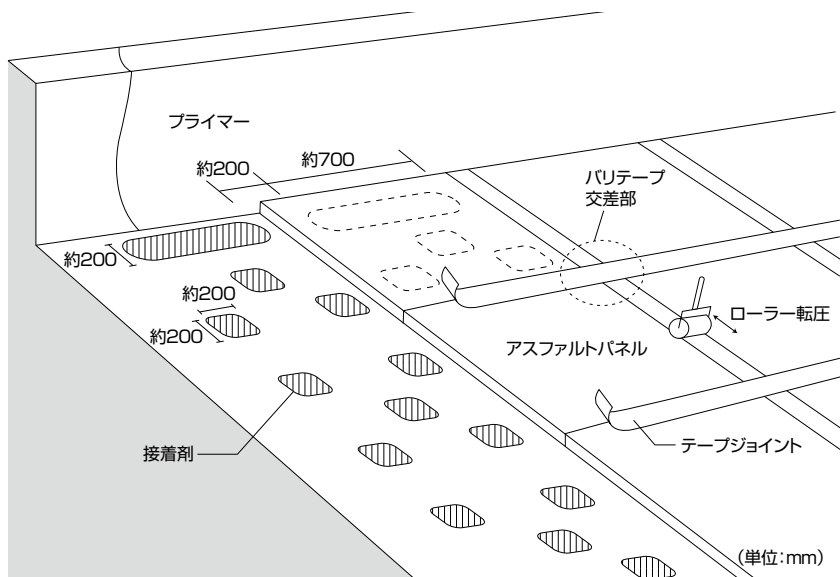 プライマー
約200
約700
バリテープ
交差部
約200
約200
約200
ローラー転圧
アスファルトパネル
接着剤
テープジョイント
(単位:mm)